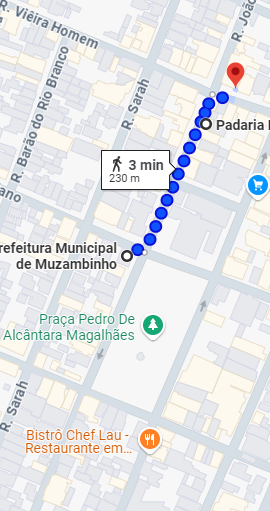 R. Vieira Homem
R. João
R. Barão do Rio Branco
R. Sarah
3 min
230 m
Padaria
ano
refeitura Municipal
de Muzambinho
Praça Pedro De
Alcântara Magalhães
R. Sarah
Bistrô Chef Lau -
Restaurante em...